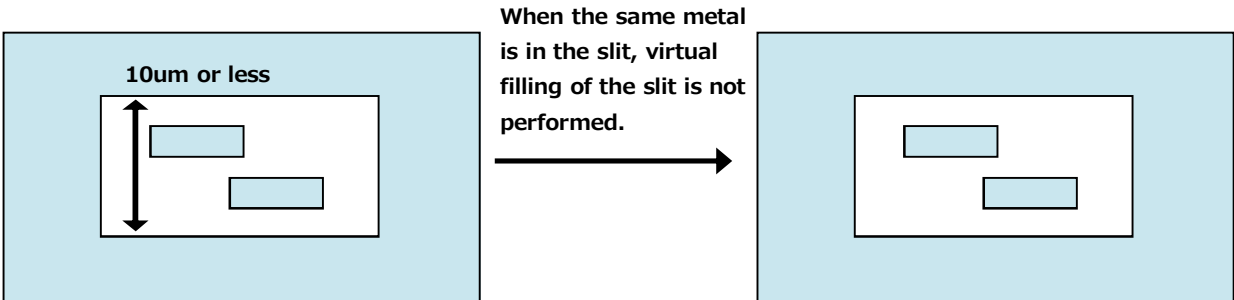 When the same metal
is in the slit, virtual
filling of the slit is not
performed.
10um or less